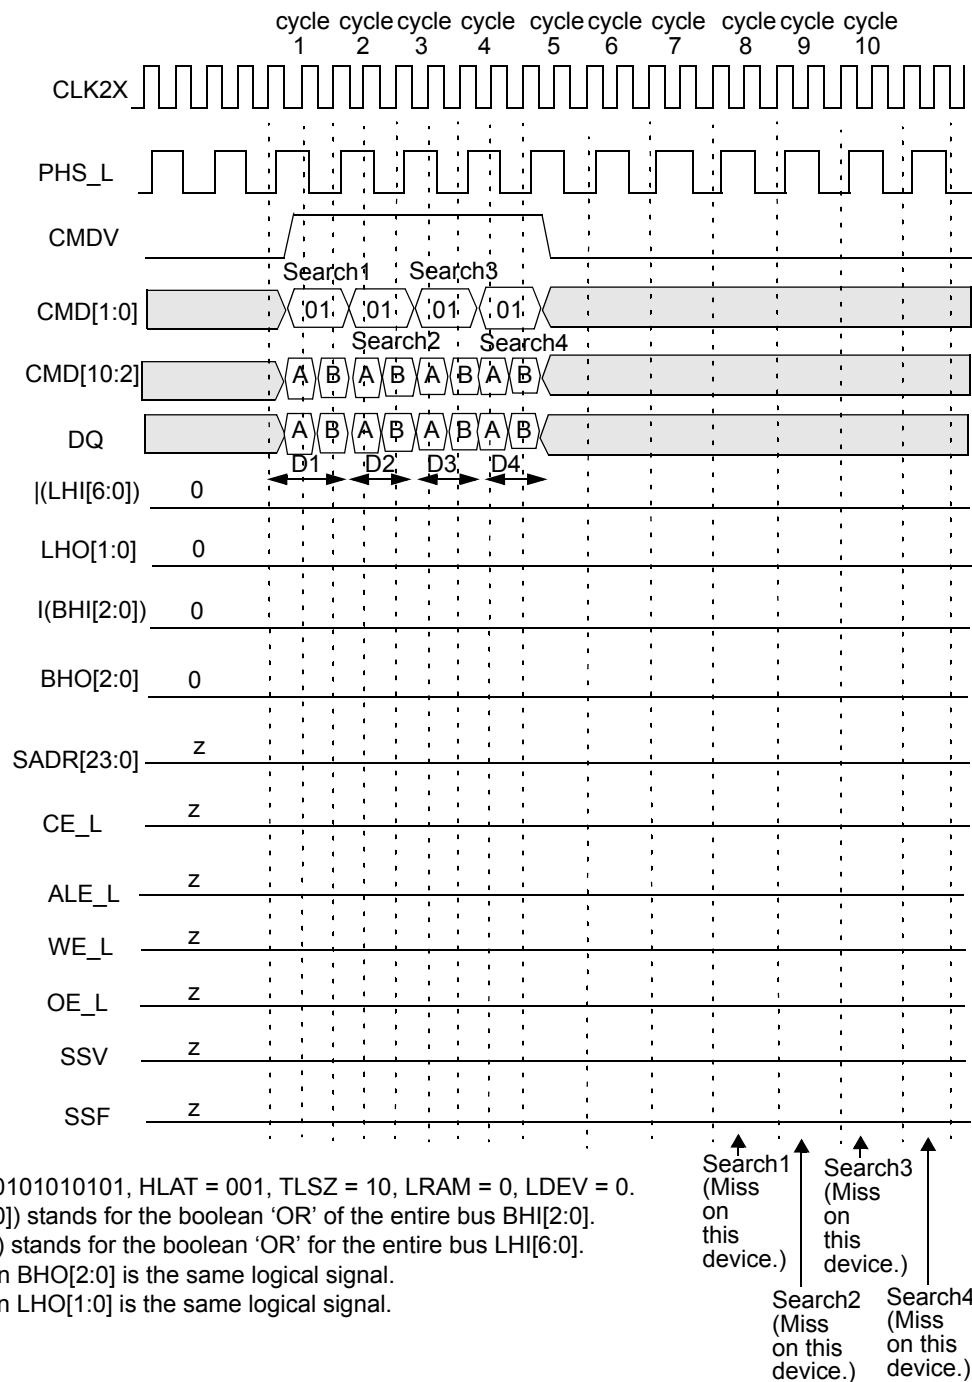 cycle cycle cycle cycle cycle cycle cycle cycle cycle cycle
1 2 3 4 5 6 7 8 9 10
CLK2X
PHS_L
CMDV
Search1 Search3
CMD[1:0] 01 01 01 01
Search2 Search4
CMD[10:2] A B A B A B A B
DQ A B A B A B A B
D1 D2 D3 D4
|(LHI[6:0]) 0
LHO[1:0] 0
I(BHI[2:0]) 0
BHO[2:0] 0
SADR[23:0] z
CE_L z
ALE_L z
WE_L z
OE_L z
SSV z
SSF z
Search1
(Miss
on
this
device.)
Search3
(Miss
on
this
device.)
Search2
(Miss
on this
device.)
Search4
(Miss
on this
device.)
0101010101, HLAT = 001, TLSZ = 10, LRAM = 0, LDEV = 0.
0]) stands for the boolean ‘OR’ of the entire bus BHI[2:0].
) stands for the boolean ‘OR’ for the entire bus LHI[6:0].
n BHO[2:0] is the same logical signal.
n LHO[1:0] is the same logical signal.